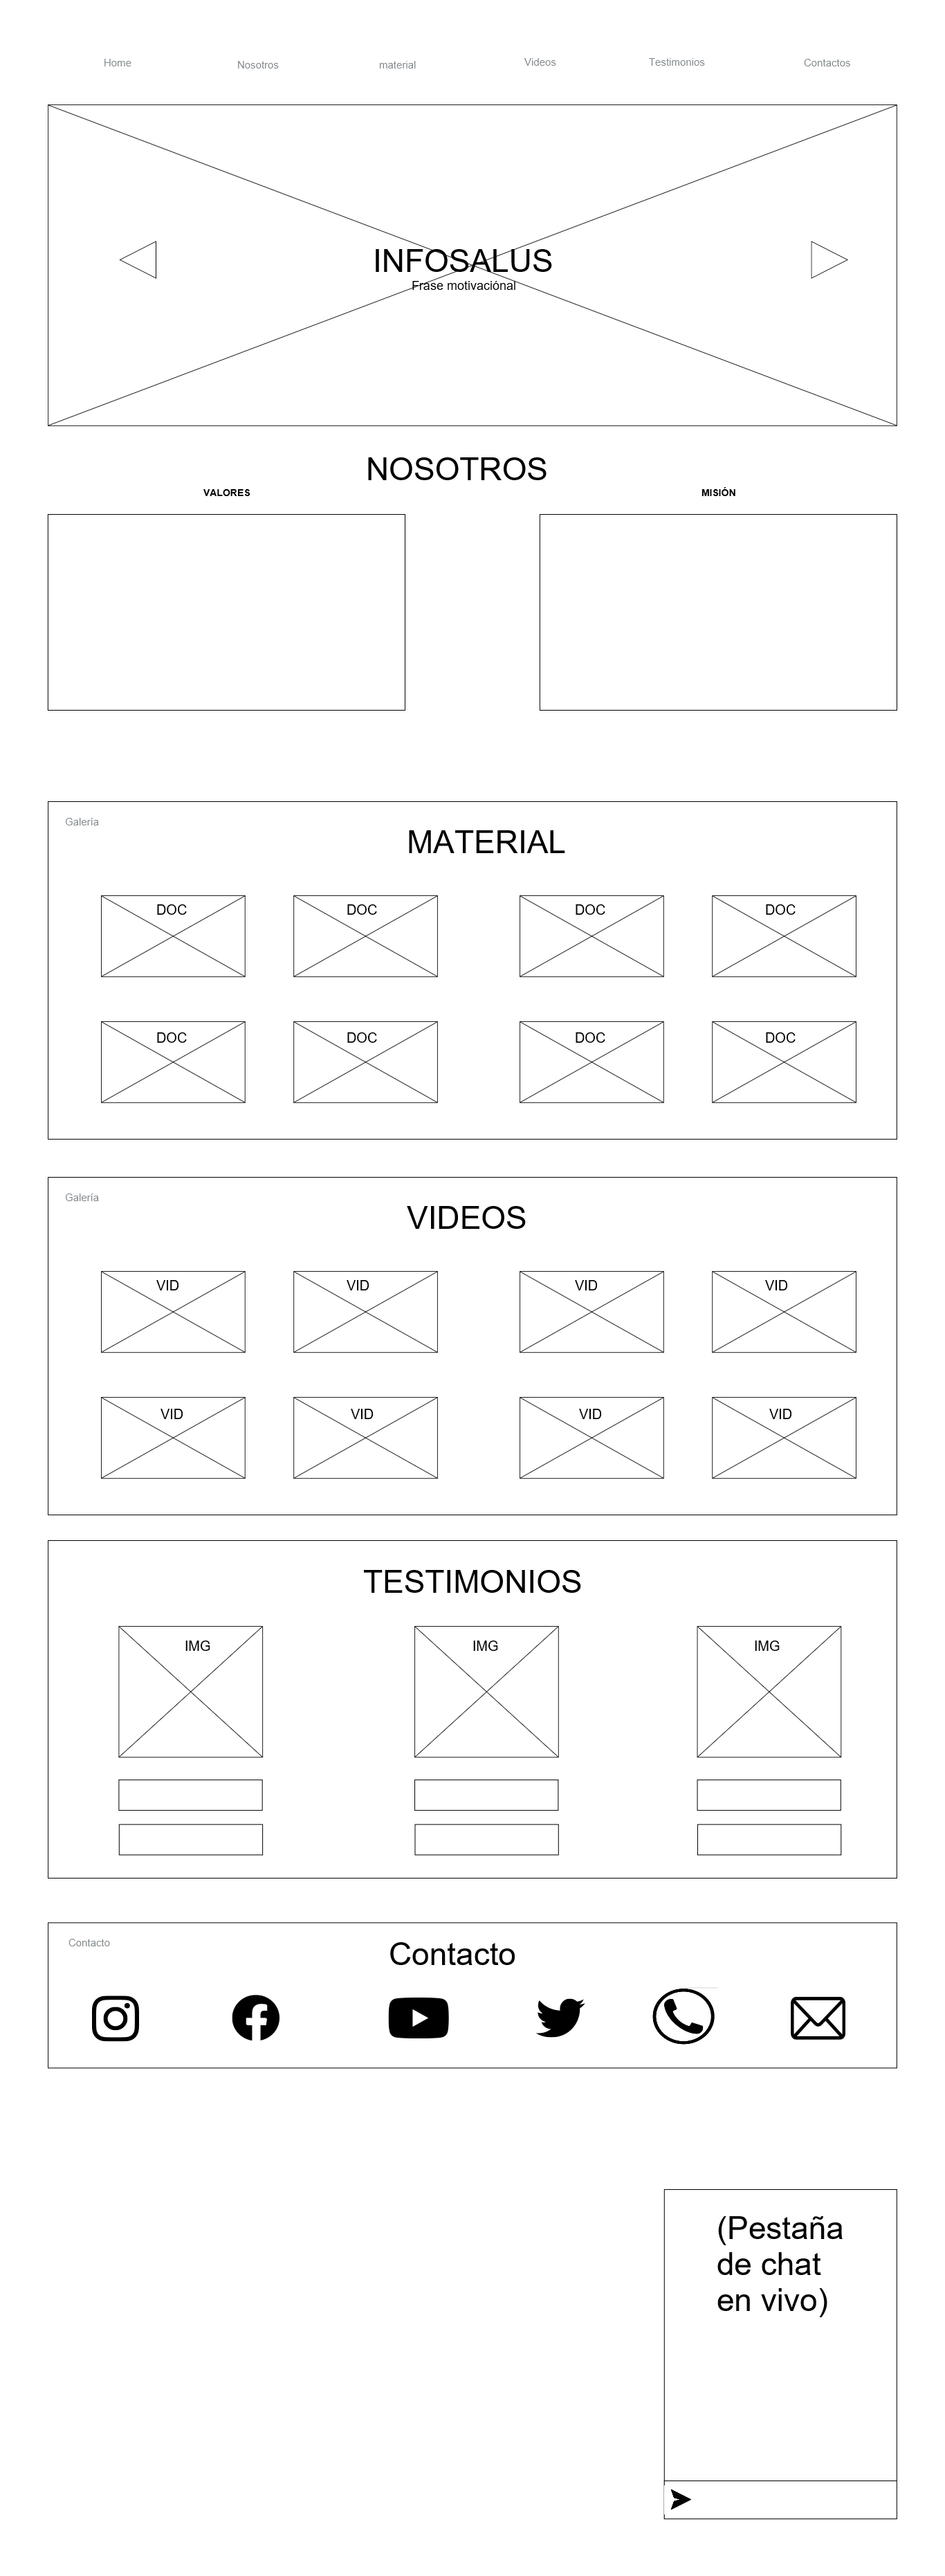 Home
Nosotros
material
Videos
Testimonios
Contactos
INFOSALUS
Frase motivaciónal
NOSOTROS
VALORES
MISIÓN
Galería
MATERIAL
DOC
DOC
DOC
DOC
DOC
DOC
DOC
DOC
Galería
VIDEOS
VID
VID
VID
VID
VID
VID
VID
VID
TESTIMONIOS
IMG
IMG
IMG
Contacto
Contacto
(Pestaña
de chat
en vivo)